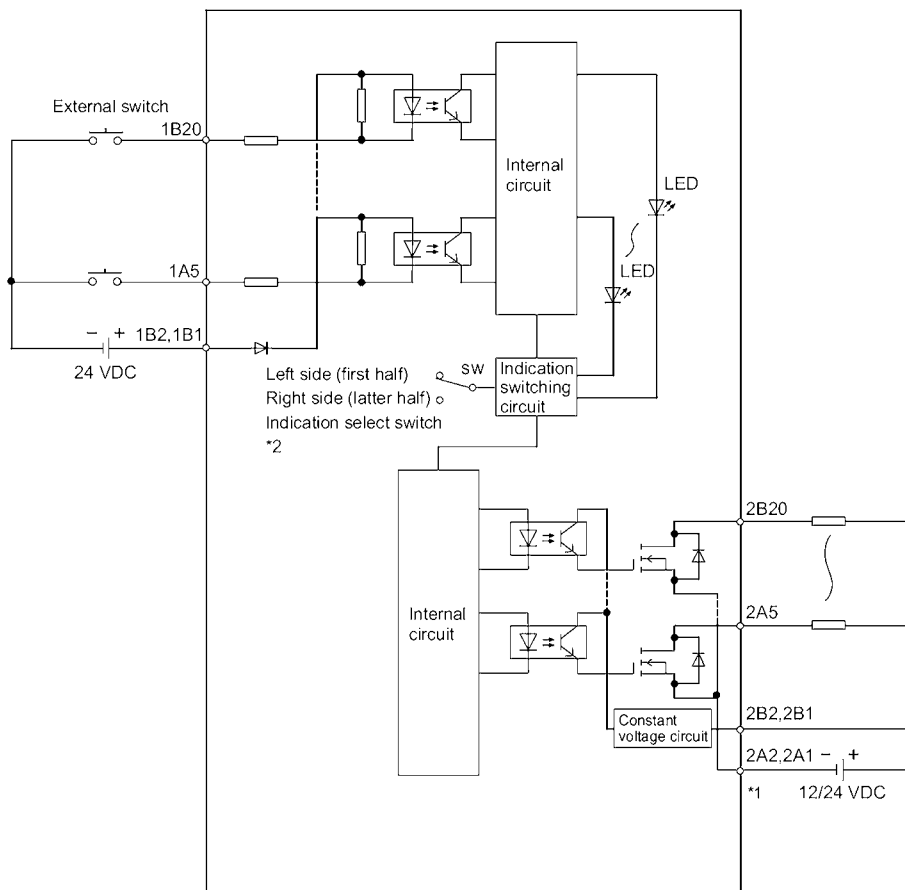 External switch
1B20
Internal
circuit
LED
LED
1A5
− +
1B2,1B1
24 VDC
Left side (first half)
SW
Right side (latter half)
Indication select switch
*2
Indication
switching
circuit
2B20
Internal
circuit
2A5
Constant
voltage circuit
2B2,2B1
2A2,2A1
− +
*1
12/24 VDC